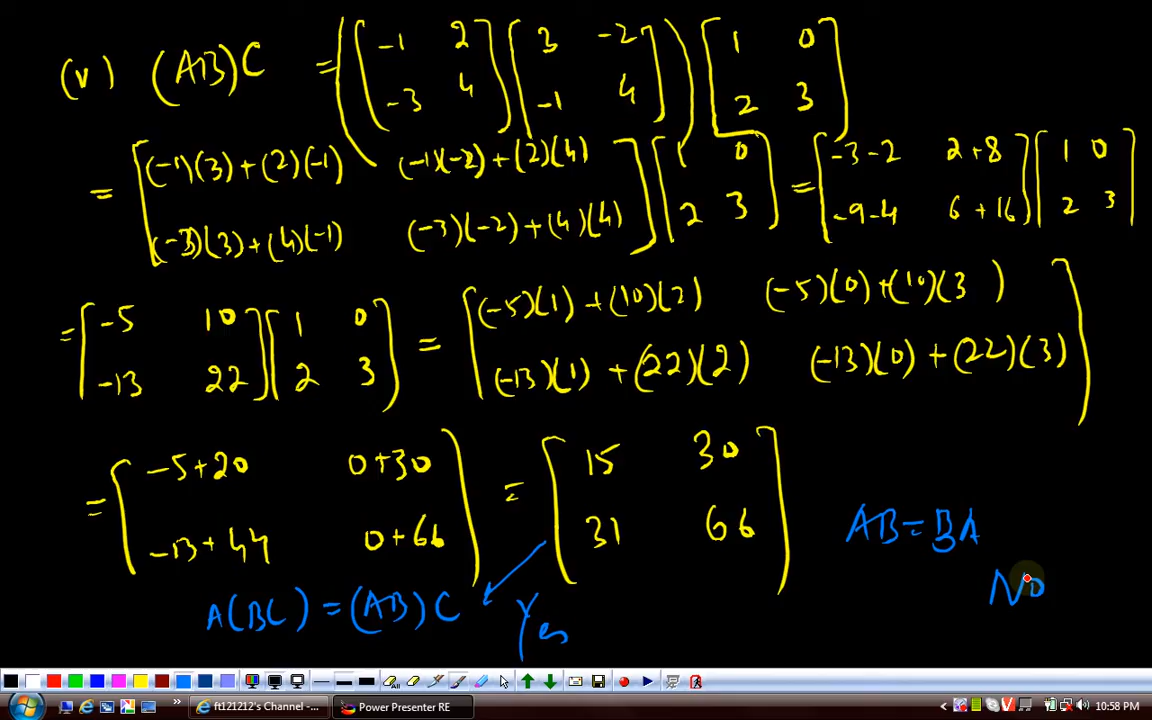 (v) (AB)C = ([-1 2 -3 4][3 -2 -1 4])[1 0 2 3]
= [(-1)(3)+(2)(-1) (-1)(-2)+(2)(4) (-3)(3)+(4)(-1) (-3)(-2)+(4)(4)][1 0 2 3] = [-3-2 2+8 -9-4 6+16][1 0 2 3]
= [-5 10 -13 22][1 0 2 3] = [(-5)(1)+(10)(2) (-5)(0)+(10)(3) (-13)(1)+(22)(2) (-13)(0)+(22)(3)]
= [-5+20 0+30 -13+44 0+66] = [15 30 31 66]
AB=BA
No
A(BC)=(AB)C Yes
ft121212's Channel -...
Power Presenter RE
10:58 PM